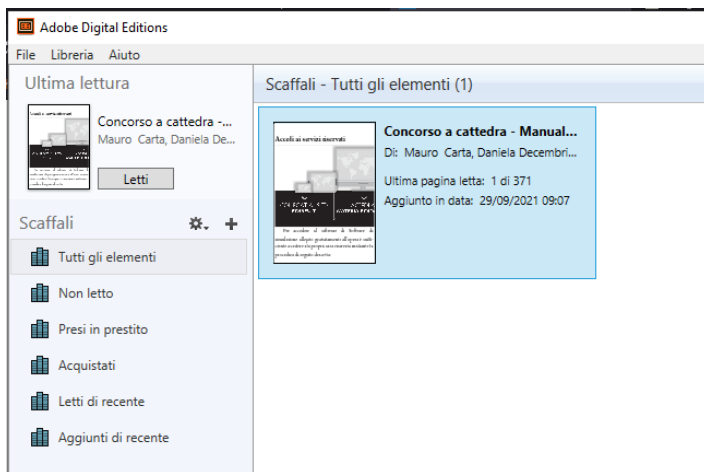 Adobe Digital Editions
File Libreria Aiuto
Ultima lettura
Concorso a cattedra -...
Mauro Carta, Daniela De...
Letti
Scaffali
Tutti gli elementi
Non letto
Presi in prestito
Acquistati
Letti di recente
Aggiunti di recente
Scaffali - Tutti gli elementi (1)
Accedi ai servizi riservati
Concorso a cattedra - Manual...
Di: Mauro Carta, Daniela Decembri...
Ultima pagina letta: 1 di 371
Aggiunto in data: 29/09/2021 09:07